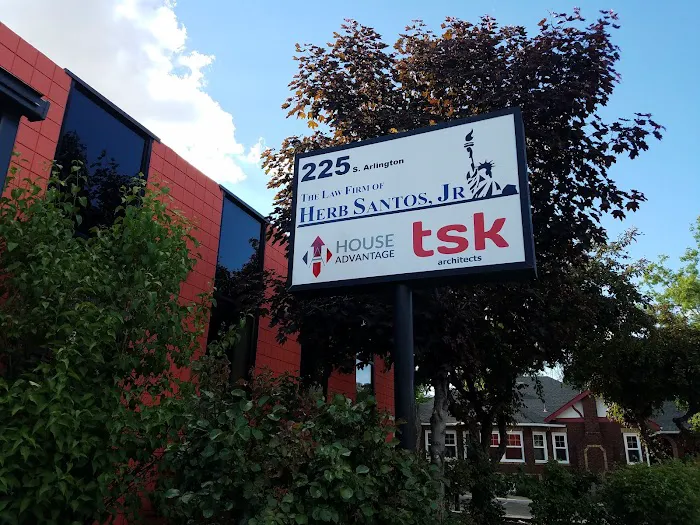 225 S. Arlington
The Law Firm of
Herb Santos, Jr
HOUSE
ADVANTAGE
tsk
architects